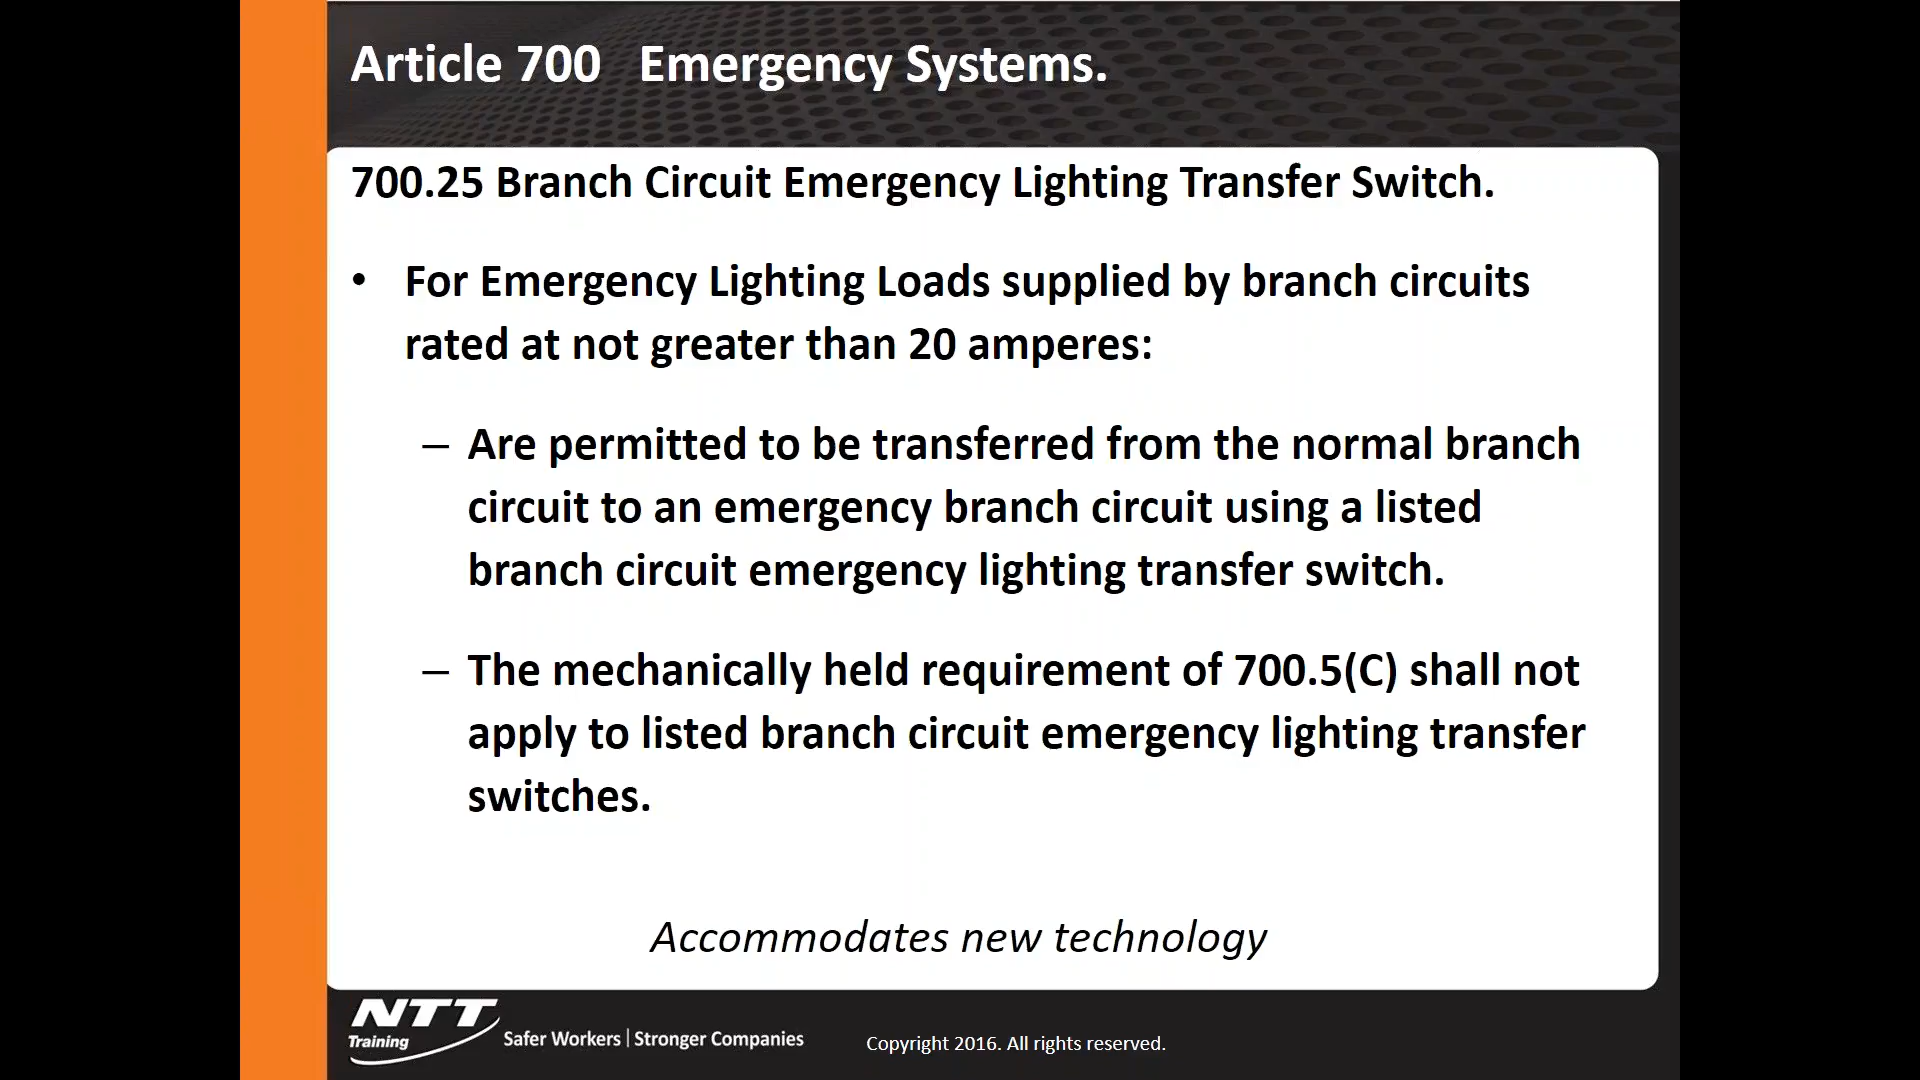 Article 700   Emergency Systems.
700.25 Branch Circuit Emergency Lighting Transfer Switch.
• For Emergency Lighting Loads supplied by branch circuits
rated at not greater than 20 amperes:
– Are permitted to be transferred from the normal branch
circuit to an emergency branch circuit using a listed
branch circuit emergency lighting transfer switch.
– The mechanically held requirement of 700.5(C) shall not
apply to listed branch circuit emergency lighting transfer
switches.
Accommodates new technology
NTT
Training
Safer Workers | Stronger Companies
Copyright 2016. All rights reserved.